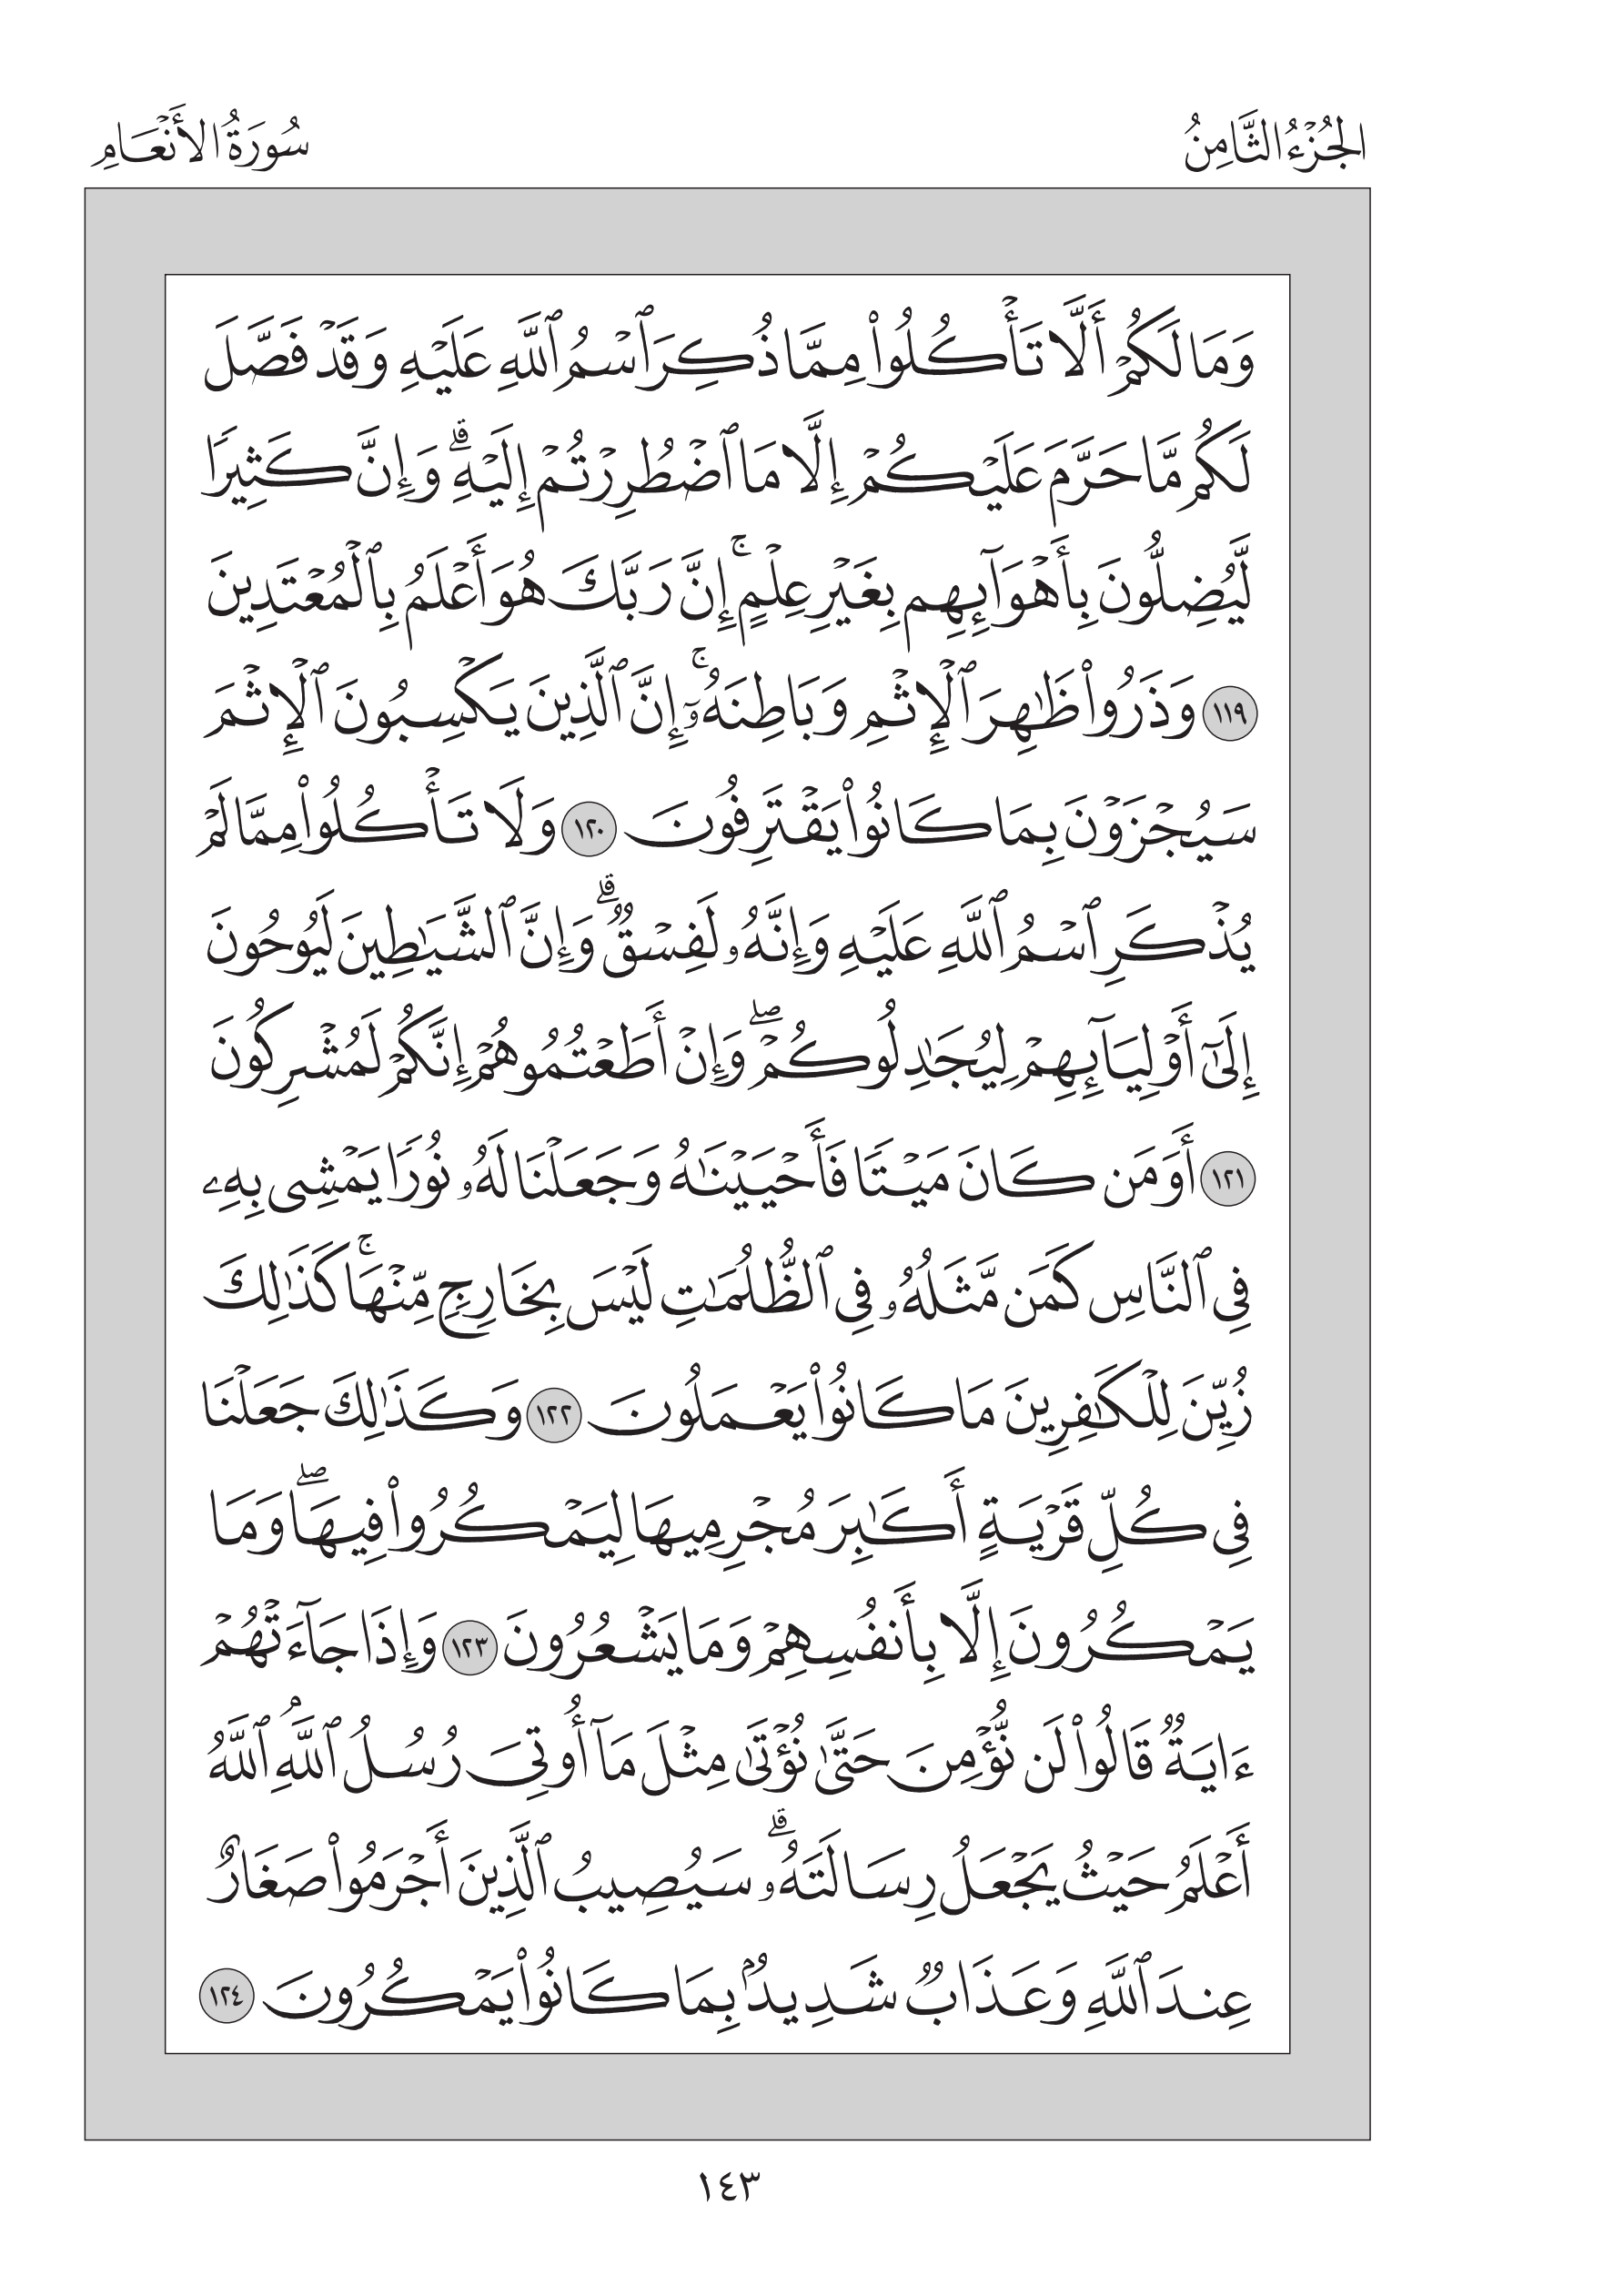 الجُزْءُ الثَّامِنُ
سُورَةُ الأَنْعَامِ
وَمَا لَكُمْ أَلَّا تَأْكُلُوا۟ مِمَّا ذُكِرَ ٱسْمُ ٱللَّهِ عَلَيْهِ وَقَدْ فَصَّلَ
لَكُم مَّا حَرَّمَ عَلَيْكُمْ إِلَّا مَا ٱضْطُرِرْتُمْ إِلَيْهِ ۗ وَإِنَّ كَثِيرًا
لَّيُضِلُّونَ بِأَهْوَآئِهِم بِغَيْرِ عِلْمٍ ۚ إِنَّ رَبَّكَ هُوَ أَعْلَمُ بِٱلْمُعْتَدِينَ
١١٩ وَذَرُوا۟ ظَٰهِرَ ٱلْإِثْمِ وَبَاطِنَهُۥٓ ۚ إِنَّ ٱلَّذِينَ يَكْسِبُونَ ٱلْإِثْمَ
سَيُجْزَوْنَ بِمَا كَانُوا۟ يَقْتَرِفُونَ ١٢٠ وَلَا تَأْكُلُوا۟ مِمَّا لَمْ
يُذْكَرِ ٱسْمُ ٱللَّهِ عَلَيْهِ وَإِنَّهُۥ لَفِسْقٌ ۗ وَإِنَّ ٱلشَّيَٰطِينَ لَيُوحُونَ
إِلَىٰٓ أَوْلِيَآئِهِمْ لِيُجَٰدِلُوكُمْ ۖ وَإِنْ أَطَعْتُمُوهُمْ إِنَّكُمْ لَمُشْرِكُونَ
١٢١ أَوَمَن كَانَ مَيْتًا فَأَحْيَيْنَٰهُ وَجَعَلْنَا لَهُۥ نُورًا يَمْشِى بِهِۦ
فِى ٱلنَّاسِ كَمَن مَّثَلُهُۥ فِى ٱلظُّلُمَٰتِ لَيْسَ بِخَارِجٍ مِّنْهَا ۚ كَذَٰلِكَ
زُيِّنَ لِلْكَٰفِرِينَ مَا كَانُوا۟ يَعْمَلُونَ ١٢٢ وَكَذَٰلِكَ جَعَلْنَا
فِى كُلِّ قَرْيَةٍ أَكَٰبِرَ مُجْرِمِيهَا لِيَمْكُرُوا۟ فِيهَا ۖ وَمَا
يَمْكُرُونَ إِلَّا بِأَنفُسِهِمْ وَمَا يَشْعُرُونَ ١٢٣ وَإِذَا جَآءَتْهُمْ
ءَايَةٌ قَالُوا۟ لَن نُّؤْمِنَ حَتَّىٰ نُؤْتَىٰ مِثْلَ مَآ أُوتِىَ رُسُلُ ٱللَّهِ ۘ ٱللَّهُ
أَعْلَمُ حَيْثُ يَجْعَلُ رِسَالَتَهُۥ ۗ سَيُصِيبُ ٱلَّذِينَ أَجْرَمُوا۟ صَغَارٌ
عِندَ ٱللَّهِ وَعَذَابٌ شَدِيدٌۢ بِمَا كَانُوا۟ يَمْكُرُونَ ١٢٤
١٤٣